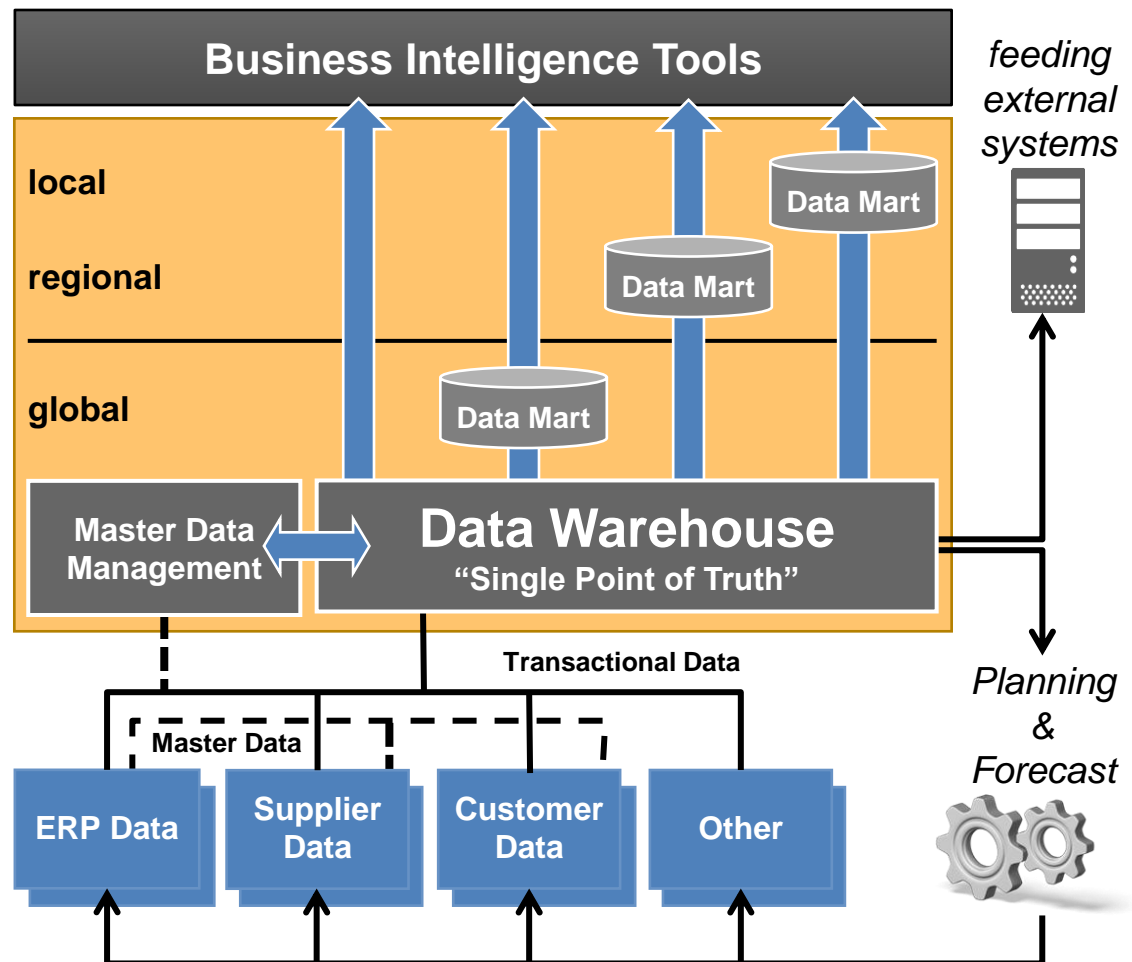 Business Intelligence Tools
feeding
external
systems
local
Data Mart
regional
Data Mart
global
Data Mart
Master Data
Management
Data Warehouse
“Single Point of Truth”
Transactional Data
Planning
&
Forecast
Master Data
ERP Data
Supplier
Data
Customer
Data
Other